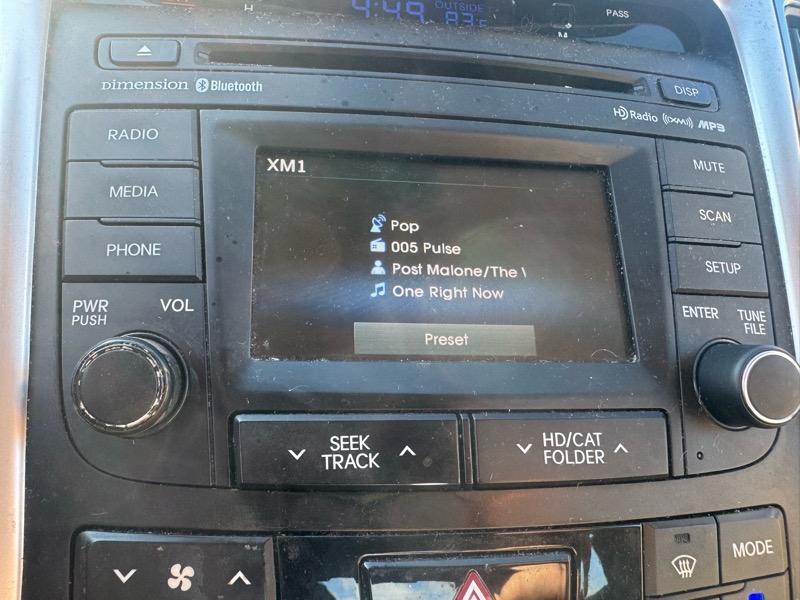 H 4:49 OUTSIDE 83°F PASS
Dimension Bluetooth DISP
HD Radio ((XM)) MP3
RADIO
MEDIA
PHONE
PWR PUSH VOL
XM1
Pop
005 Pulse
Post Malone/The
One Right Now
Preset
MUTE
SCAN
SETUP
ENTER TUNE
FILE
SEEK
TRACK
HD/CAT
FOLDER
MODE